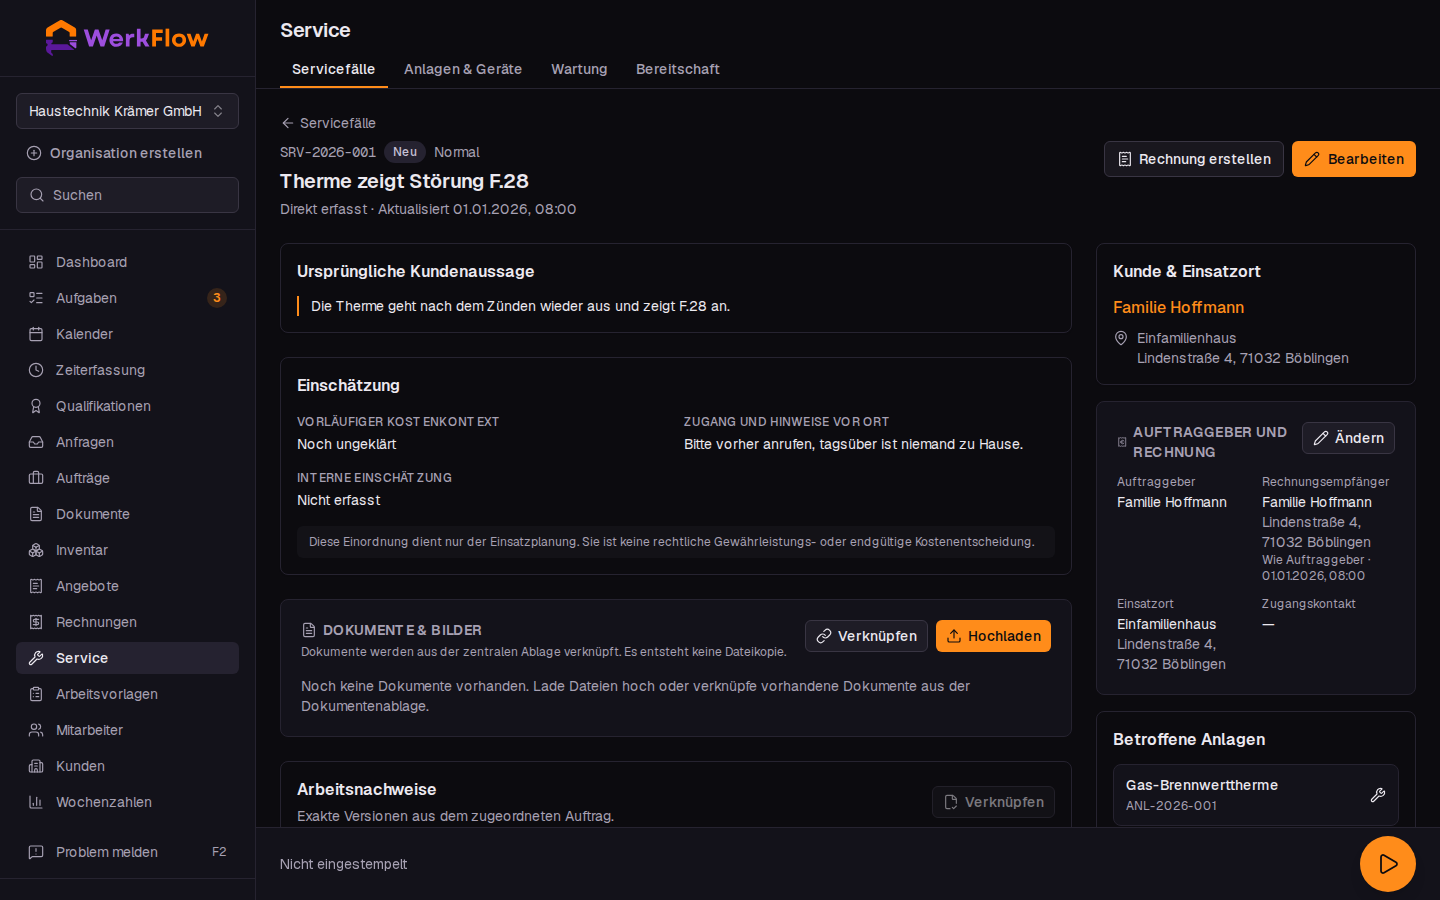 WerkFlow
Haustechnik Krämer GmbH
Organisation erstellen
Suchen
Dashboard
Aufgaben 3
Kalender
Zeiterfassung
Qualifikationen
Anfragen
Aufträge
Dokumente
Inventar
Angebote
Rechnungen
Service
Arbeitsvorlagen
Mitarbeiter
Kunden
Wochenzahlen
Problem melden F2
Service
Servicefälle Anlagen & Geräte Wartung Bereitschaft
Servicefälle
SRV-2026-001 Neu Normal
Therme zeigt Störung F.28
Direkt erfasst · Aktualisiert 01.01.2026, 08:00
Rechnung erstellen Bearbeiten
Ursprüngliche Kundenaussage
Die Therme geht nach dem Zünden wieder aus und zeigt F.28 an.
Einschätzung
VORLÄUFIGER KOSTENKONTEXT
Noch ungeklärt
ZUGANG UND HINWEISE VOR ORT
Bitte vorher anrufen, tagsüber ist niemand zu Hause.
INTERNE EINSCHÄTZUNG
Nicht erfasst
Diese Einordnung dient nur der Einsatzplanung. Sie ist keine rechtliche Gewährleistungs- oder endgültige Kostenentscheidung.
DOKUMENTE & BILDER
Dokumente werden aus der zentralen Ablage verknüpft. Es entsteht keine Dateikopie.
Verknüpfen Hochladen
Noch keine Dokumente vorhanden. Lade Dateien hoch oder verknüpfe vorhandene Dokumente aus der
Dokumentenablage.
Arbeitsnachweise
Exakte Versionen aus dem zugeordneten Auftrag.
Verknüpfen
Kunde & Einsatzort
Familie Hoffmann
Einfamilienhaus
Lindenstraße 4, 71032 Böblingen
AUFTRAGGEBER UND
RECHNUNG
Ändern
Auftraggeber
Familie Hoffmann
Rechnungsempfänger
Familie Hoffmann
Lindenstraße 4,
71032 Böblingen
Wie Auftraggeber ·
01.01.2026, 08:00
Einsatzort
Einfamilienhaus
Lindenstraße 4,
71032 Böblingen
Zugangskontakt
—
Betroffene Anlagen
Gas-Brennwerttherme
ANL-2026-001
Nicht eingestempelt